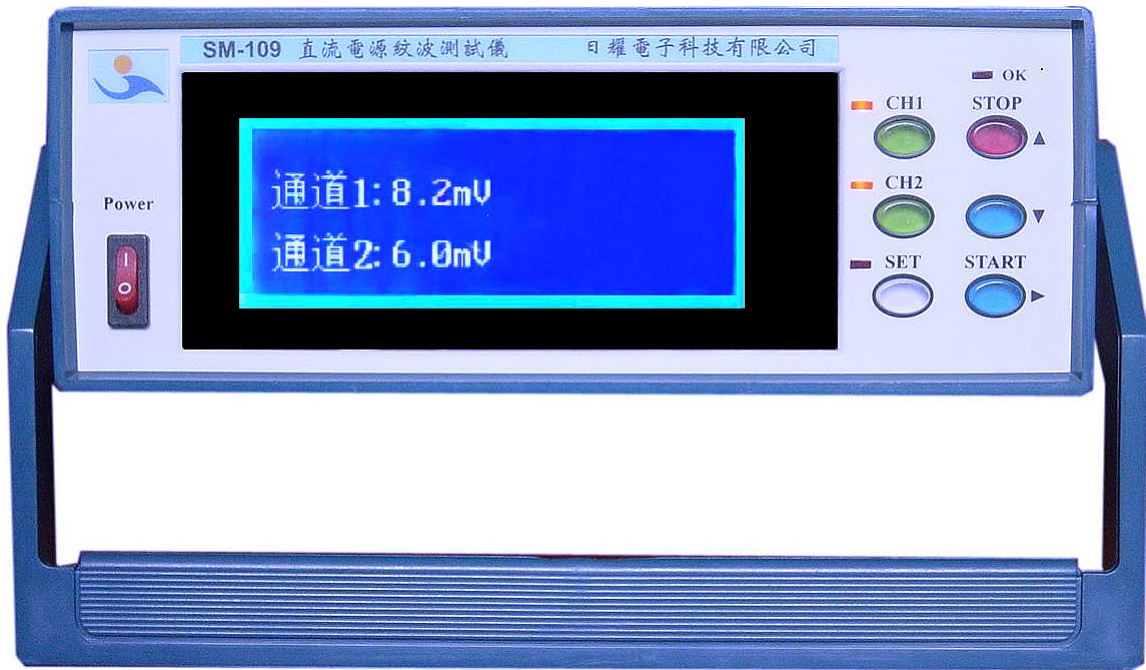 SM-109 直流電源紋波測試儀 日耀電子科技有限公司
OK
CH1 STOP
通道1:8.2mV
CH2
Power
通道2:6.0mV
SET START